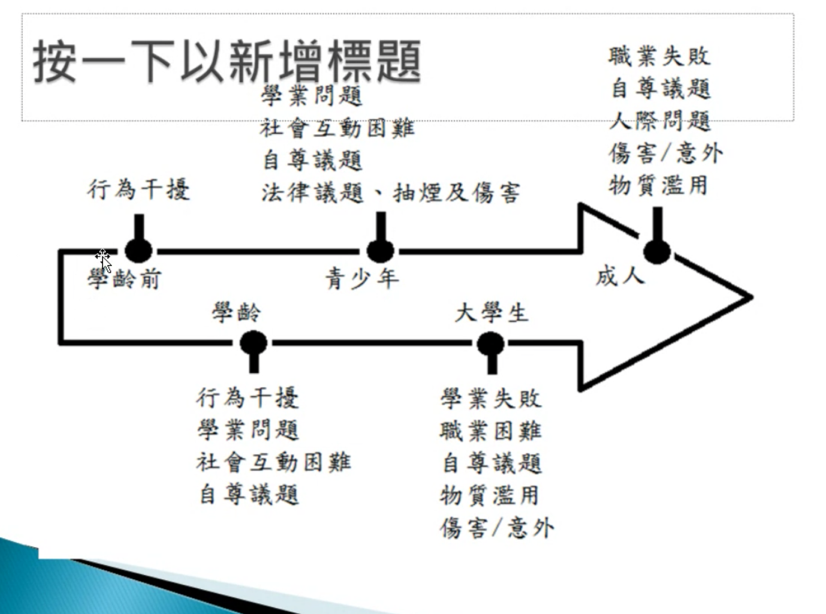 按一下以新增標題
職業失敗
自尊議題
人際問題
傷害/意外
物質濫用
學業問題
社會互動困難
自尊議題
法律議題、抽煙及傷害
行為干擾
學齡前
青少年
成人
學齡
大學生
行為干擾
學業問題
社會互動困難
自尊議題
學業失敗
職業困難
自尊議題
物質濫用
傷害/意外